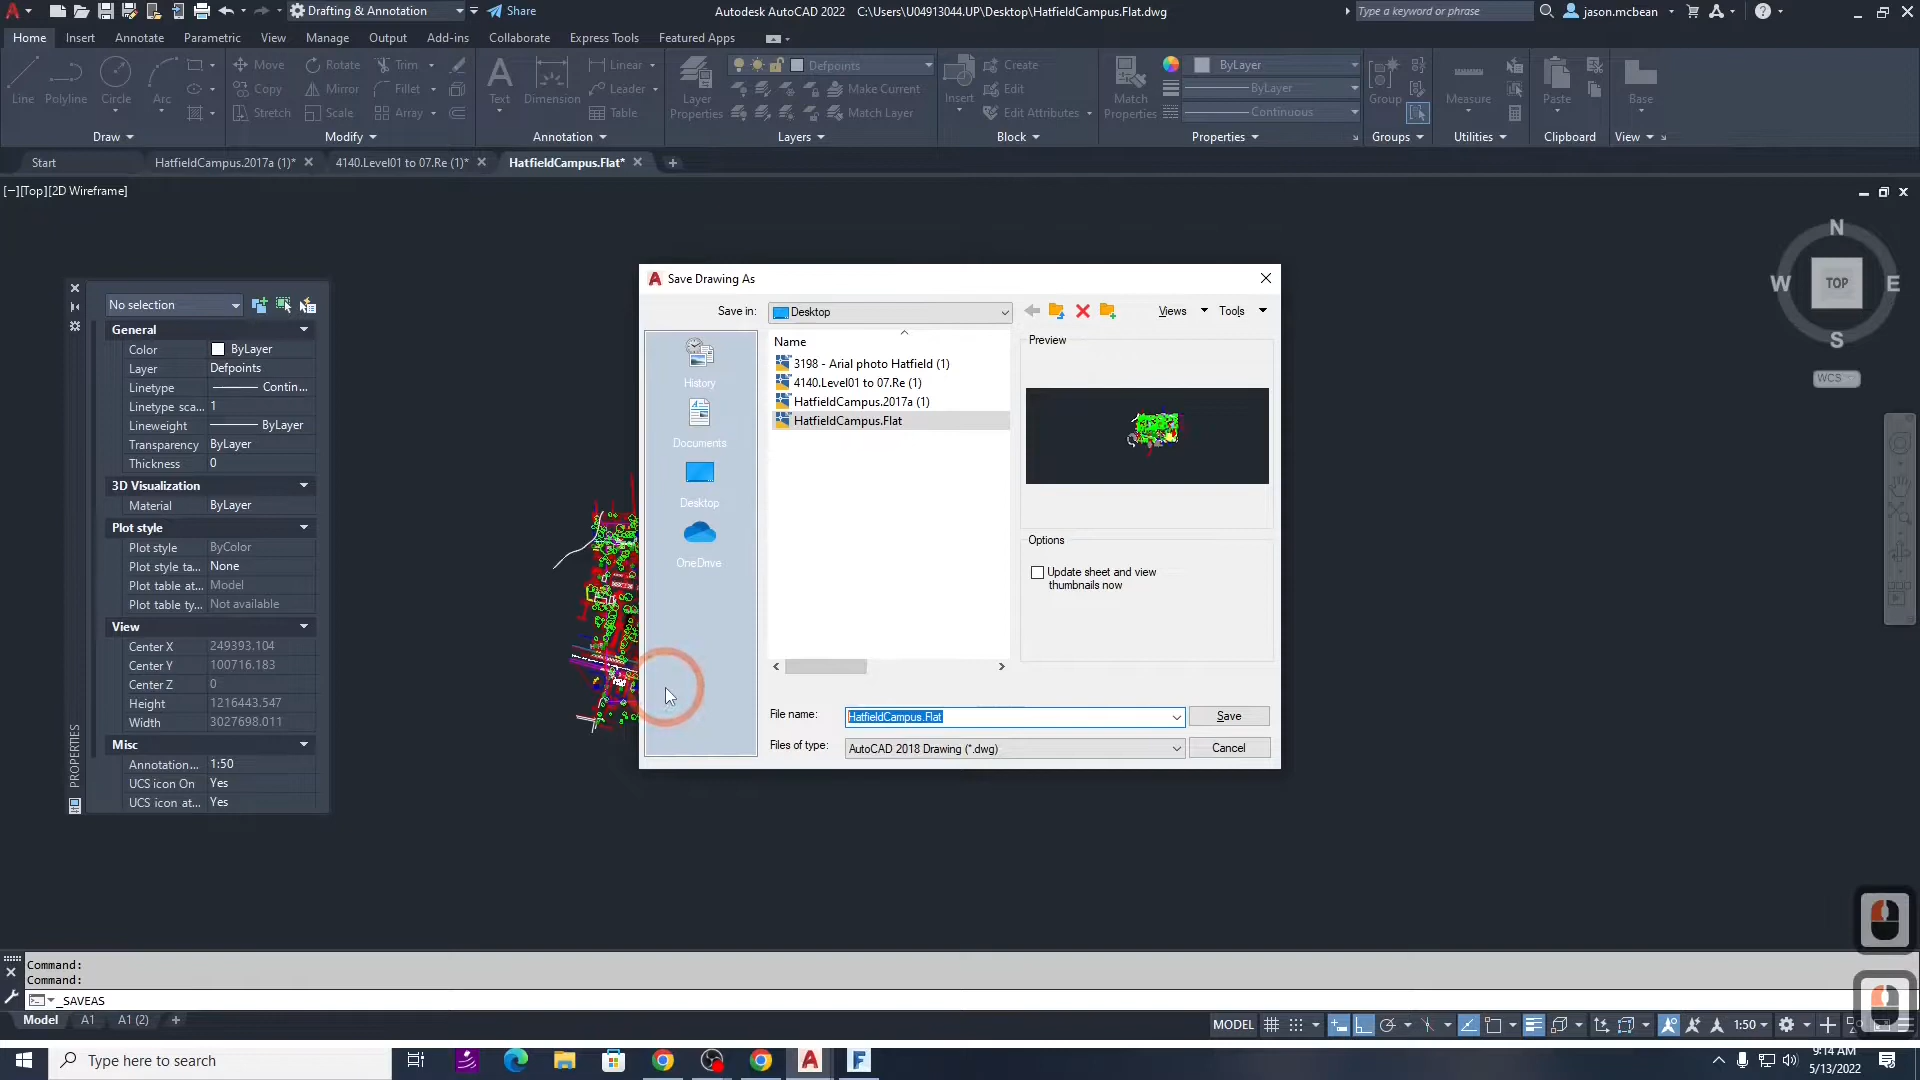 Drafting & Annotation
Share
Autodesk AutoCAD 2022 C:\Users\U04913044.UP\Desktop\HatfieldCampus.Flat.dwg
Type a keyword or phrase
jason.mcbean
Home Insert Annotate Parametric View Manage Output Add-ins Collaborate Express Tools Featured Apps
Line Polyline Circle Arc
Move Rotate Trim
Copy Mirror Fillet
Stretch Scale Array
Text Dimension
Linear
Leader
Table
Layer Properties
Defpoints
Make Current
Match Layer
Insert
Create
Edit
Edit Attributes
Match Properties
ByLayer
ByLayer
Continuous
Group
Measure
Paste
Base
Draw Modify Annotation Layers Block Properties Groups Utilities Clipboard View
Start HatfieldCampus.2017a (1)* 4140.Level01 to 07.Re (1)* HatfieldCampus.Flat*
[−][Top][2D Wireframe]
N
W TOP E
S
WCS
No selection
General
Color ByLayer
Layer Defpoints
Linetype Contin...
Linetype sca... 1
Lineweight ByLayer
Transparency ByLayer
Thickness 0
3D Visualization
Material ByLayer
Plot style
Plot style ByColor
Plot style ta... None
Plot table at... Model
Plot table ty... Not available
View
Center X 249393.104
Center Y 100716.183
Center Z 0
Height 1216443.547
Width 3027698.011
Misc
Annotation... 1:50
UCS icon On Yes
UCS icon at... Yes
PROPERTIES
Save Drawing As
Save in: Desktop
Views Tools
History
Documents
Desktop
OneDrive
Name
3198 - Arial photo Hatfield (1)
4140.Level01 to 07.Re (1)
HatfieldCampus.2017a (1)
HatfieldCampus.Flat
Preview
Options
Update sheet and view
thumbnails now
File name: HatfieldCampus.Flat Save
Files of type: AutoCAD 2018 Drawing (*.dwg) Cancel
Command:
Command:
_SAVEAS
Model A1 A1 (2)
MODEL 1:50
Type here to search
9:14 AM
5/13/2022